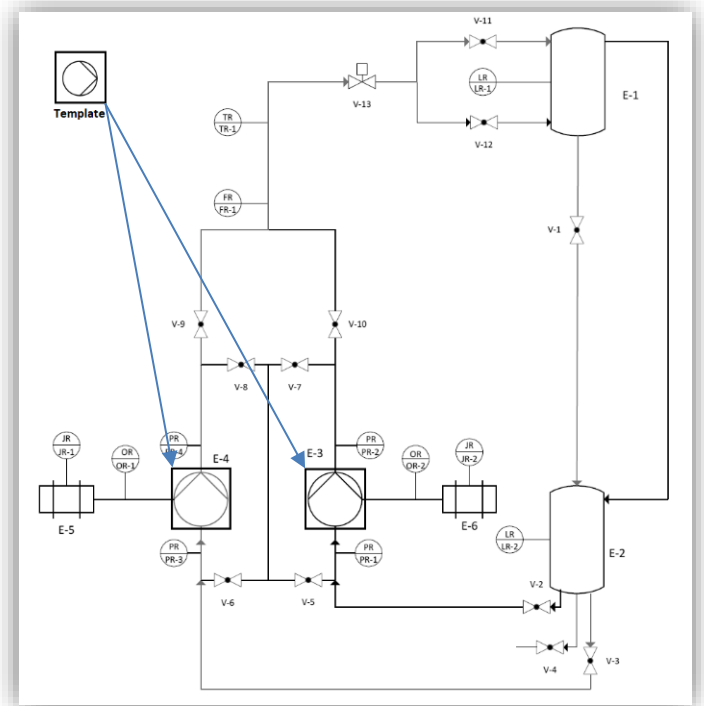 V-11
LR
LR-1
E-1
Template
V-13
TR
TR-1
V-12
FR
FR-1
V-1
V-9
V-10
V-8
V-7
JR
JR-1
PR
PR-4
E-4
E-3
PR
PR-2
JR
JR-2
OR
OR-1
OR
OR-2
E-5
E-6
LR
LR-2
E-2
PR
PR-3
PR
PR-1
V-6
V-5
V-2
V-4
V-3